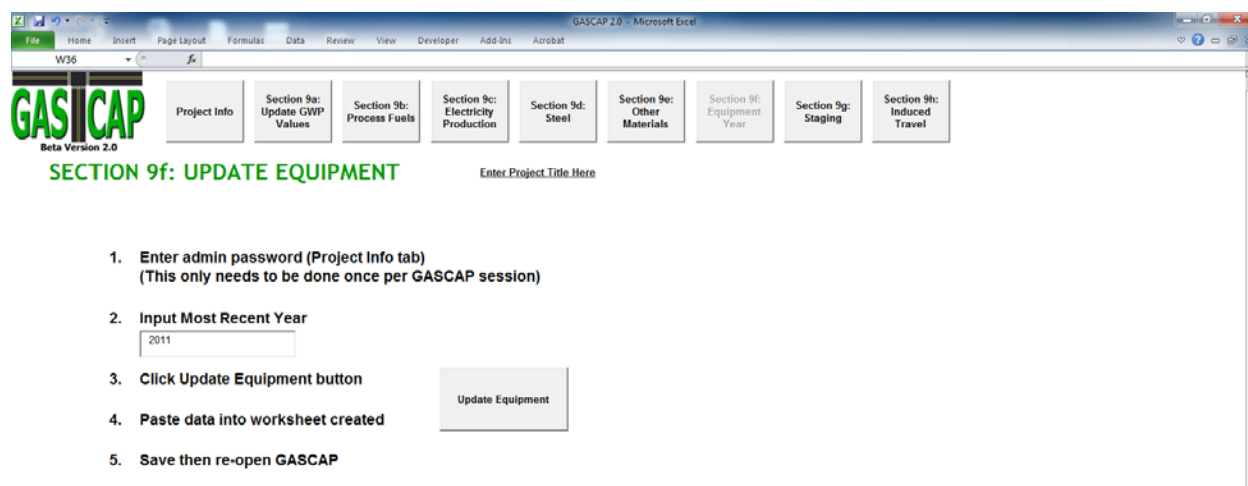 GASCAP 2.0 - Microsoft Excel
File Home Insert Page Layout Formulas Data Review View Developer Add-Ins Acrobat
W36 fx
GASCAP
Beta Version 2.0
Project Info
Section 9a:
Update GWP
Values
Section 9b:
Process Fuels
Section 9c:
Electricity
Production
Section 9d:
Steel
Section 9e:
Other
Materials
Section 9f:
Equipment
Year
Section 9g:
Staging
Section 9h:
Induced
Travel
SECTION 9f: UPDATE EQUIPMENT
Enter Project Title Here
1. Enter admin password (Project Info tab)
(This only needs to be done once per GASCAP session)
2. Input Most Recent Year
2011
3. Click Update Equipment button
Update Equipment
4. Paste data into worksheet created
5. Save then re-open GASCAP